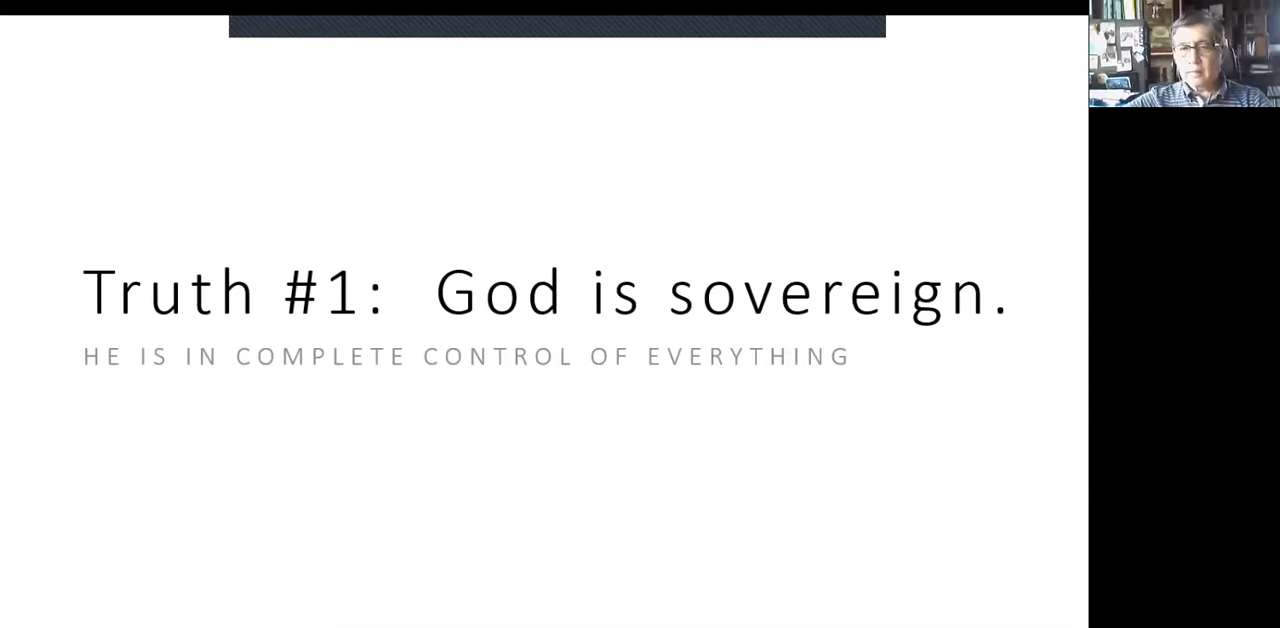 Truth #1: God is sovereign.
HE IS IN COMPLETE CONTROL OF EVERYTHING